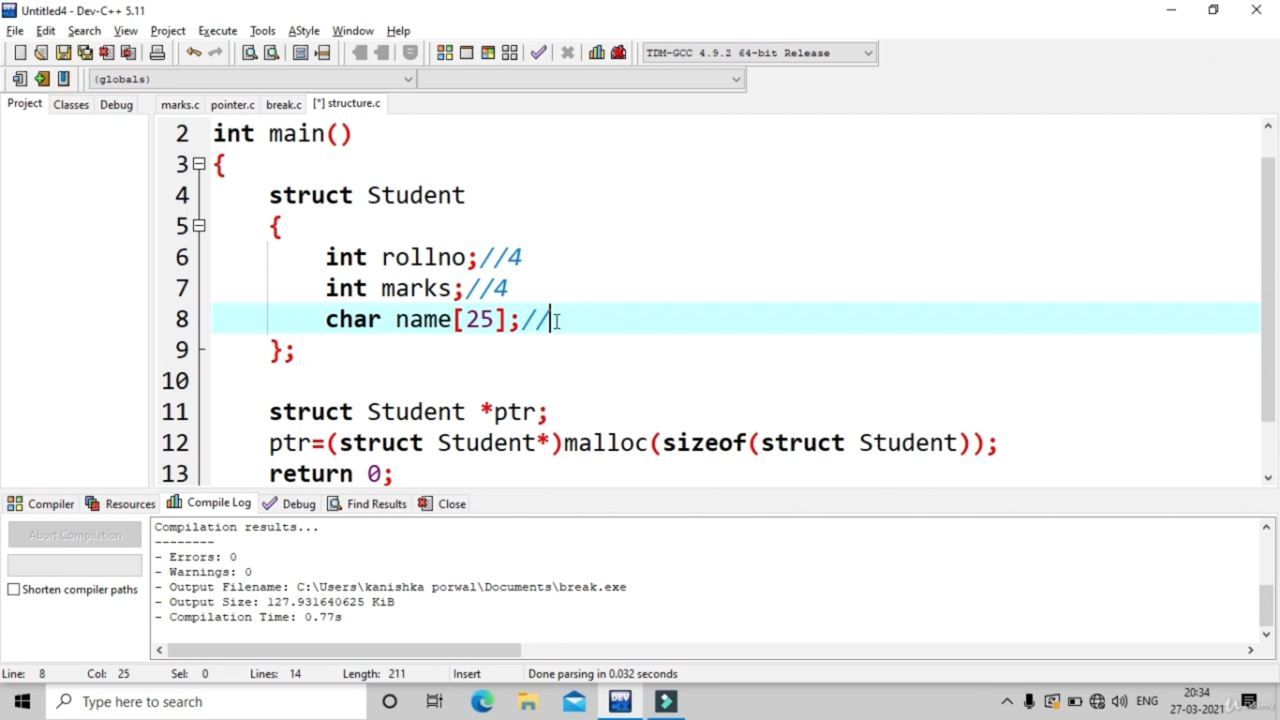 Untitled4 - Dev-C++ 5.11
File Edit Search View Project Execute Tools AStyle Window Help
TDM-GCC 4.9.2 64-bit Release
(globals)
Project Classes Debug marks.c pointer.c break.c [*] structure.c
2 int main()
3 {
4 struct Student
5 {
6 int rollno;//4
7 int marks;//4
8 char name[25];//
9 };
10
11 struct Student *ptr;
12 ptr=(struct Student*)malloc(sizeof(struct Student));
13 return 0;
Compiler Resources Compile Log Debug Find Results Close
Abort Compilation
Shorten compiler paths
Compilation results...
--------
- Errors: 0
- Warnings: 0
- Output Filename: C:\Users\kanishka porwal\Documents\break.exe
- Output Size: 127.931640625 KiB
- Compilation Time: 0.77s
Line: 8 Col: 25 Sel: 0 Lines: 14 Length: 211 Insert Done parsing in 0.032 seconds
Type here to search
DEV
ENG
20:34
27-03-2021